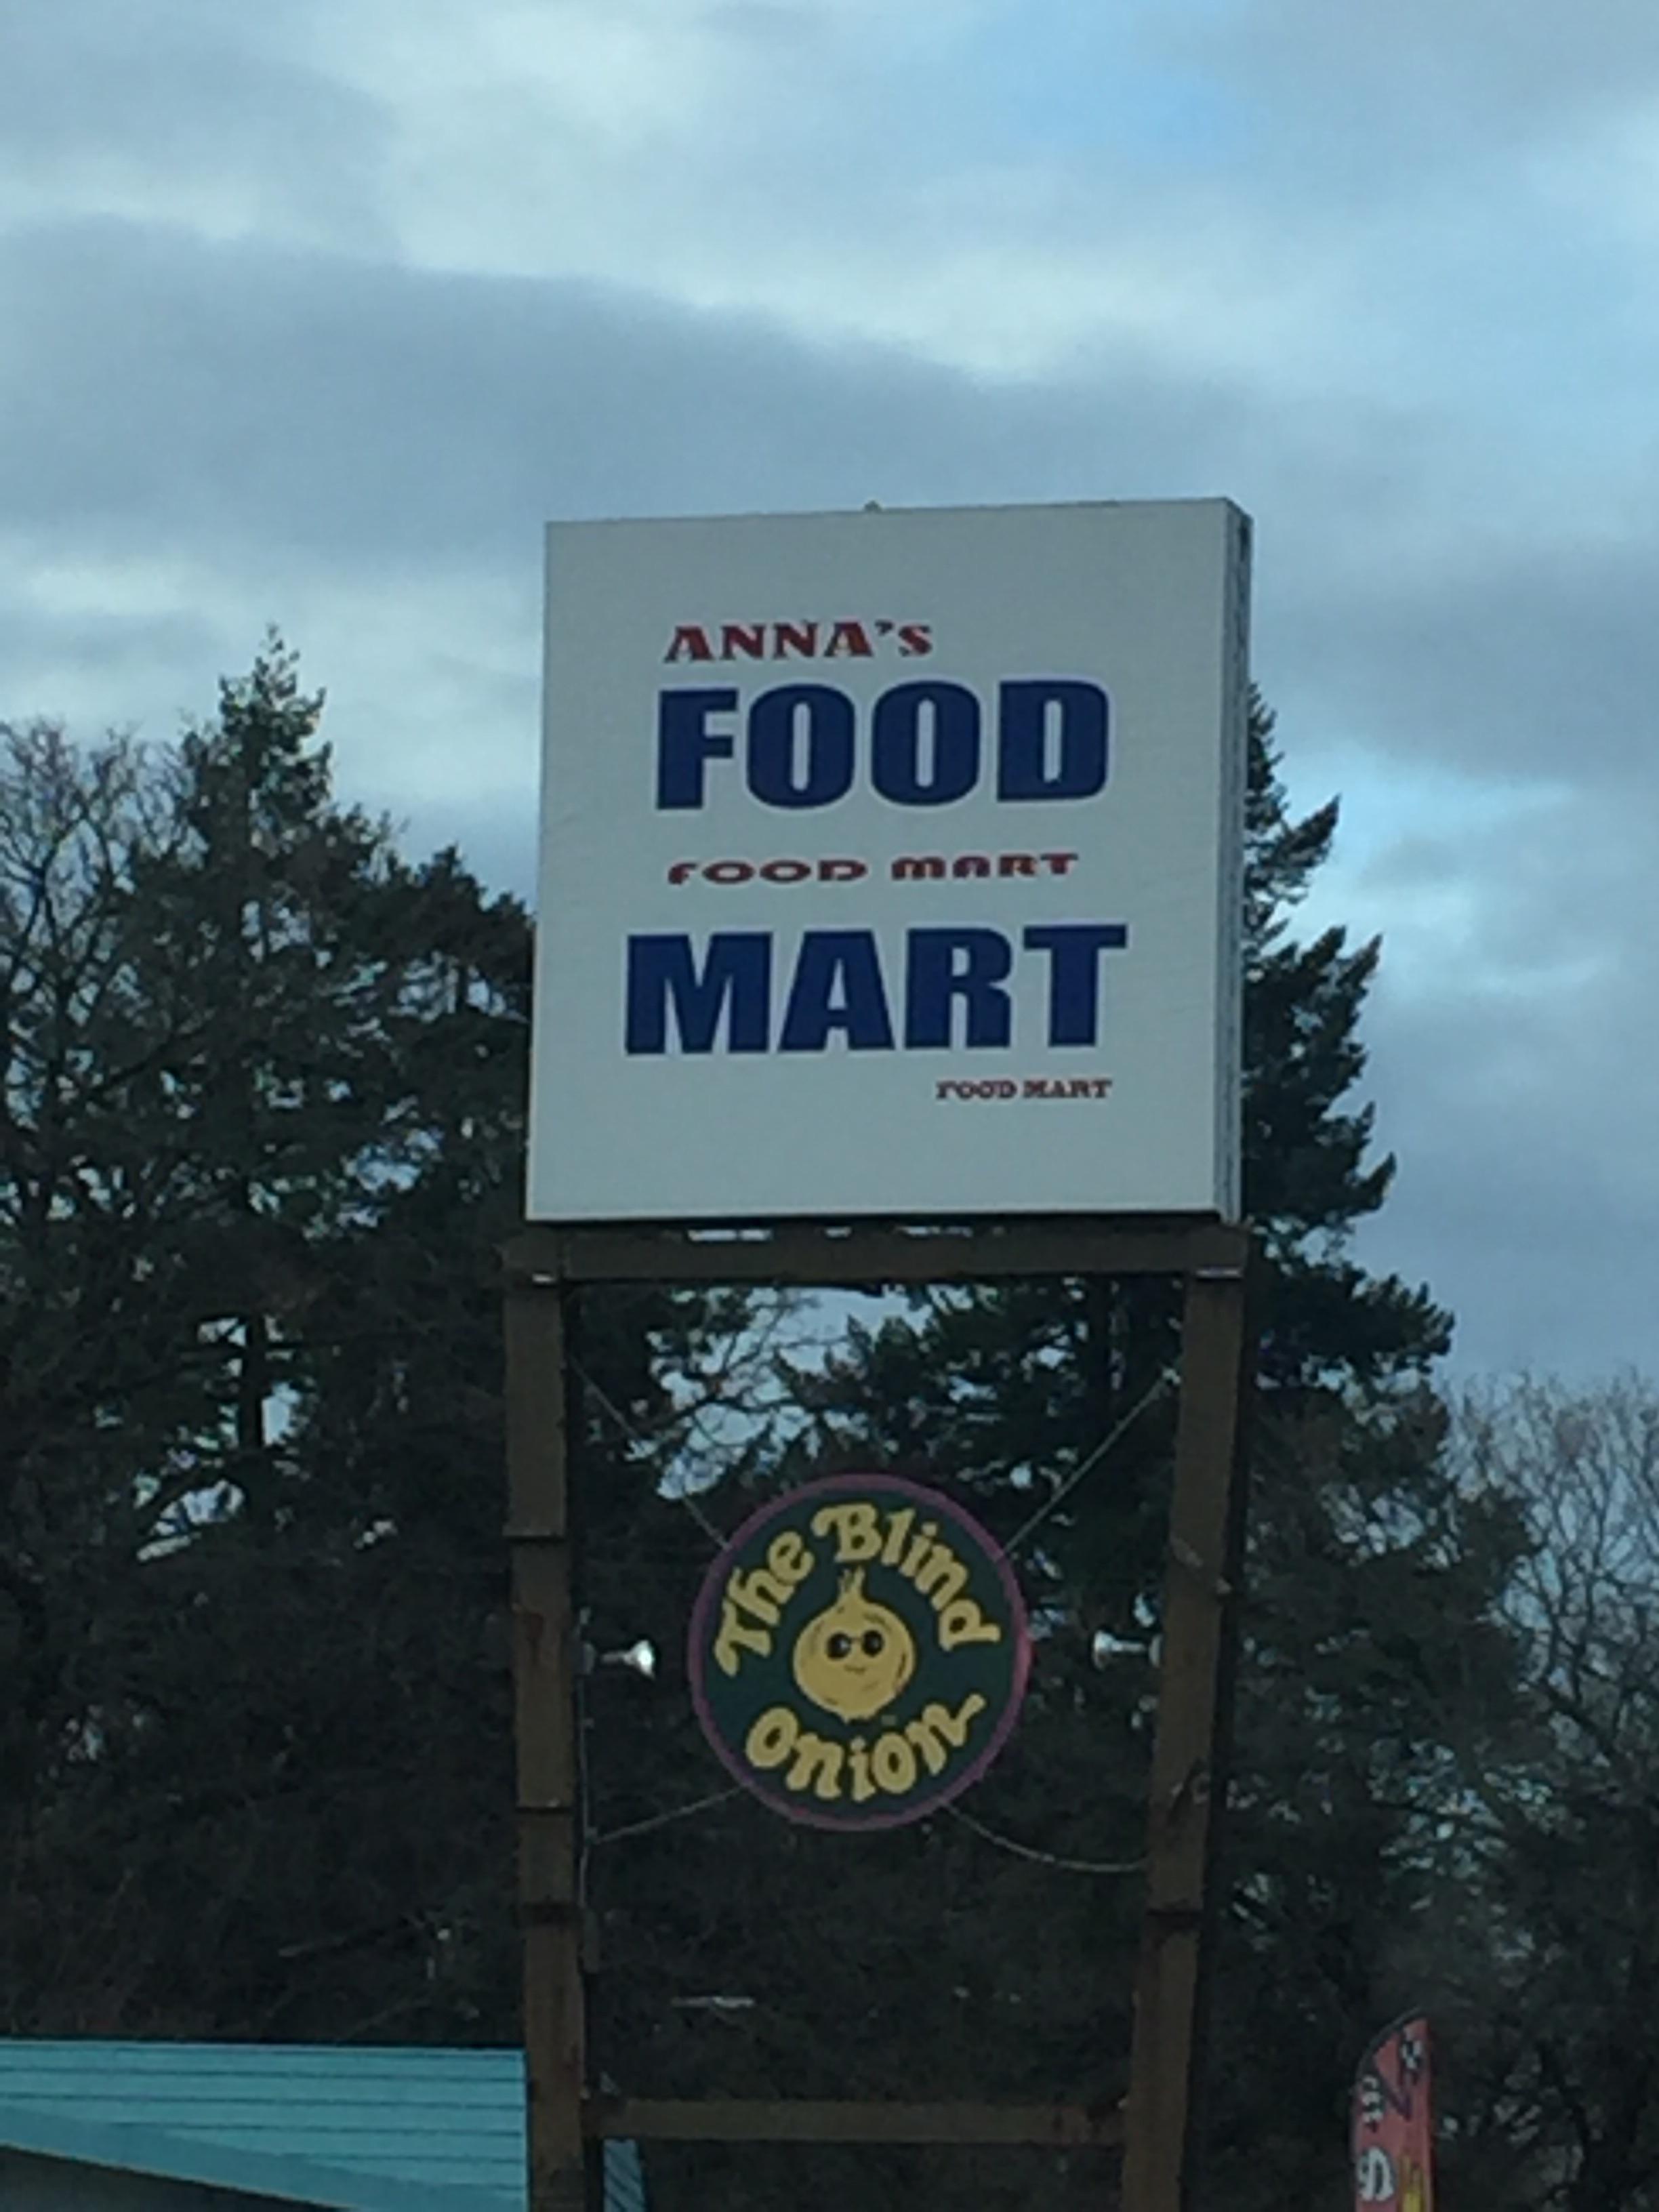 ANNA'S
FOOD
FOOD MART
MART
FOOD MART
The Blind
Onion